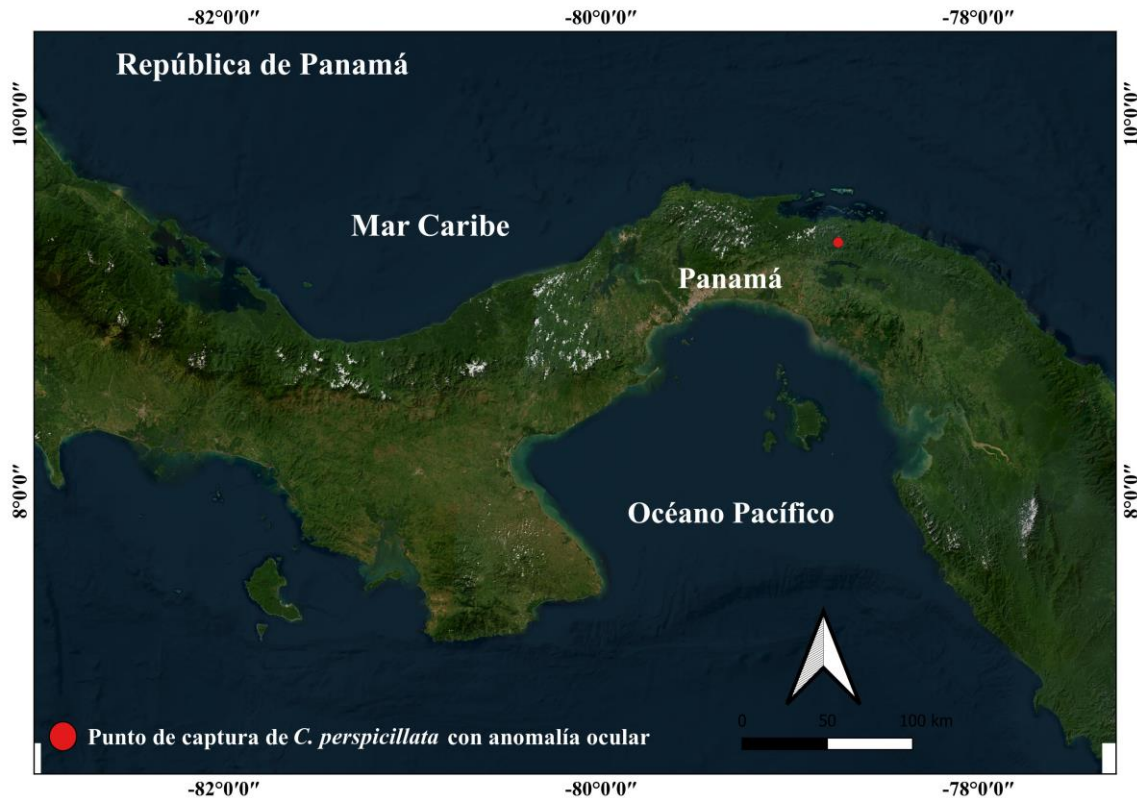 -82°0'0" -80°0'0" -78°0'0"
República de Panamá
10°0'0" 10°0'0"
Mar Caribe
Panamá
8°0'0" 8°0'0"
Océano Pacífico
0 50 100 km
Punto de captura de C. perspicillata con anomalía ocular
-82°0'0" -80°0'0" -78°0'0"